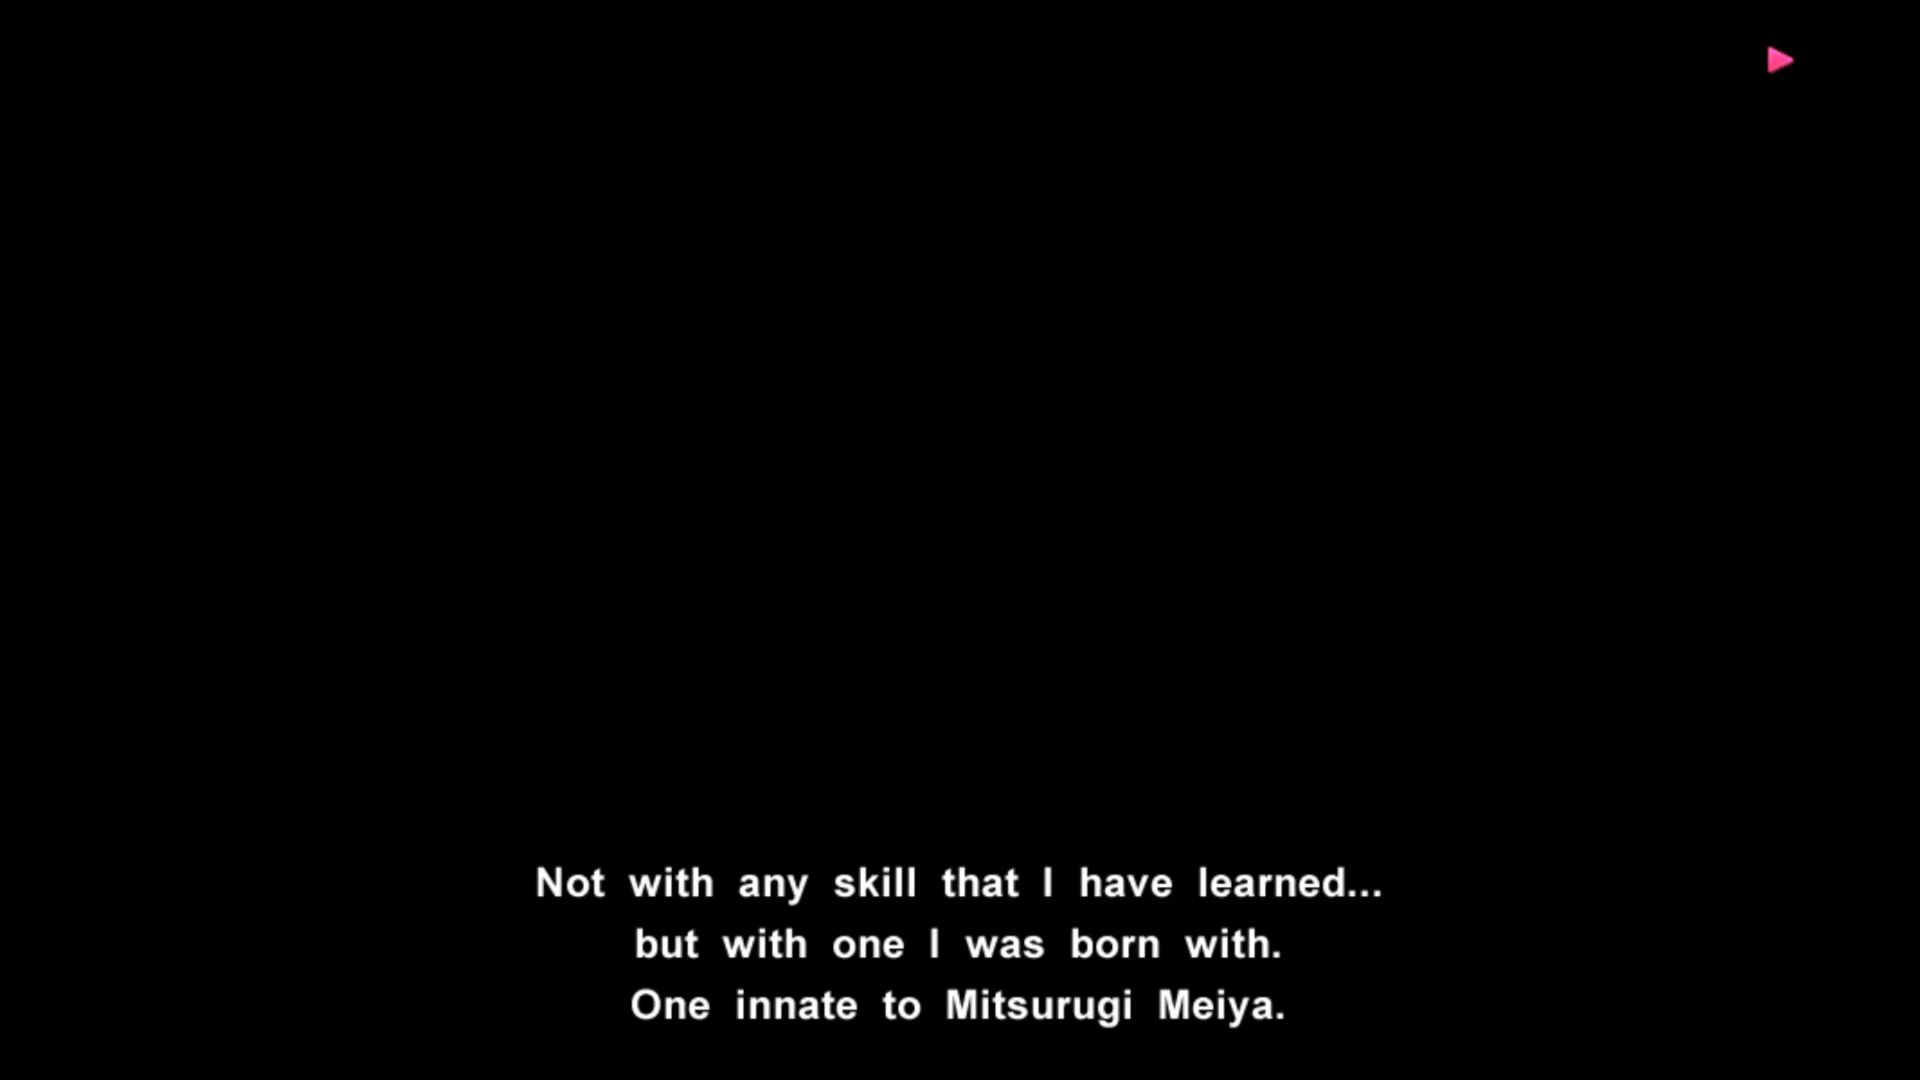 Not with any skill that I have learned...
but with one I was born with.
One innate to Mitsurugi Meiya.